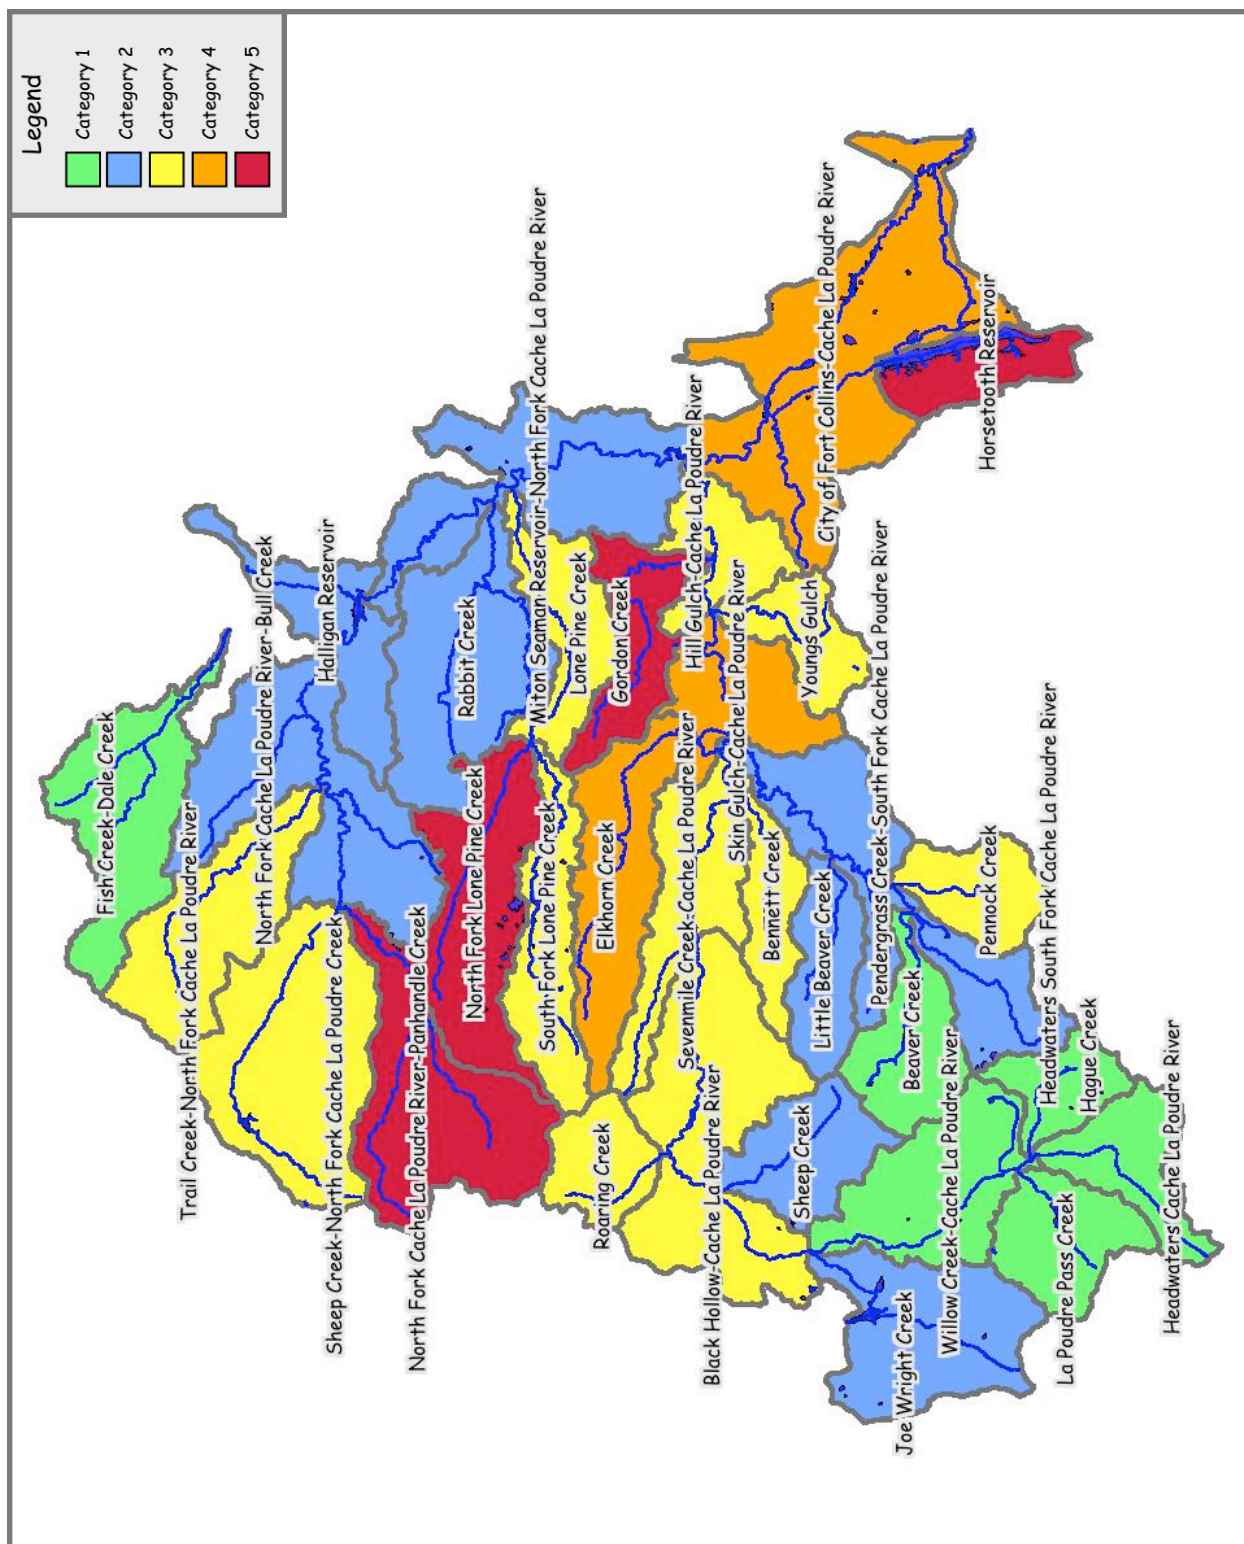 Legend
Category 1
Category 2
Category 3
Category 4
Category 5
Fish Creek-Dale Creek
Trail Creek-North Fork Cache La Poudre River
North Fork Cache La Poudre River-Bull Creek
Halligan Reservoir
Sheep Creek-North Fork Cache La Poudre Creek
North Fork Cache La Poudre River-Panhandle Creek
Rabbit Creek
North Fork Lone Pine Creek
Miton Seaman Reservoir-North Fork Cache La Poudre River
South Fork Lone Pine Creek
Lone Pine Creek
Roaring Creek
Elkhorn Creek
Gordon Creek
Sevenmile Creek-Cache La Poudre River
Hill Gulch-Cache La Poudre River
Black Hollow-Cache La Poudre River
Skin Gulch-Cache La Poudre River
Bennett Creek
Sheep Creek
Little Beaver Creek
Youngs Gulch
City of Fort Collins-Cache La Poudre River
Pendergrass Creek-South Fork Cache La Poudre River
Joe Wright Creek
Beaver Creek
Willow Creek-Cache La Poudre River
Pennock Creek
Horsetooth Reservoir
Headwaters South Fork Cache La Poudre River
La Poudre Pass Creek
Hague Creek
Headwaters Cache La Poudre River